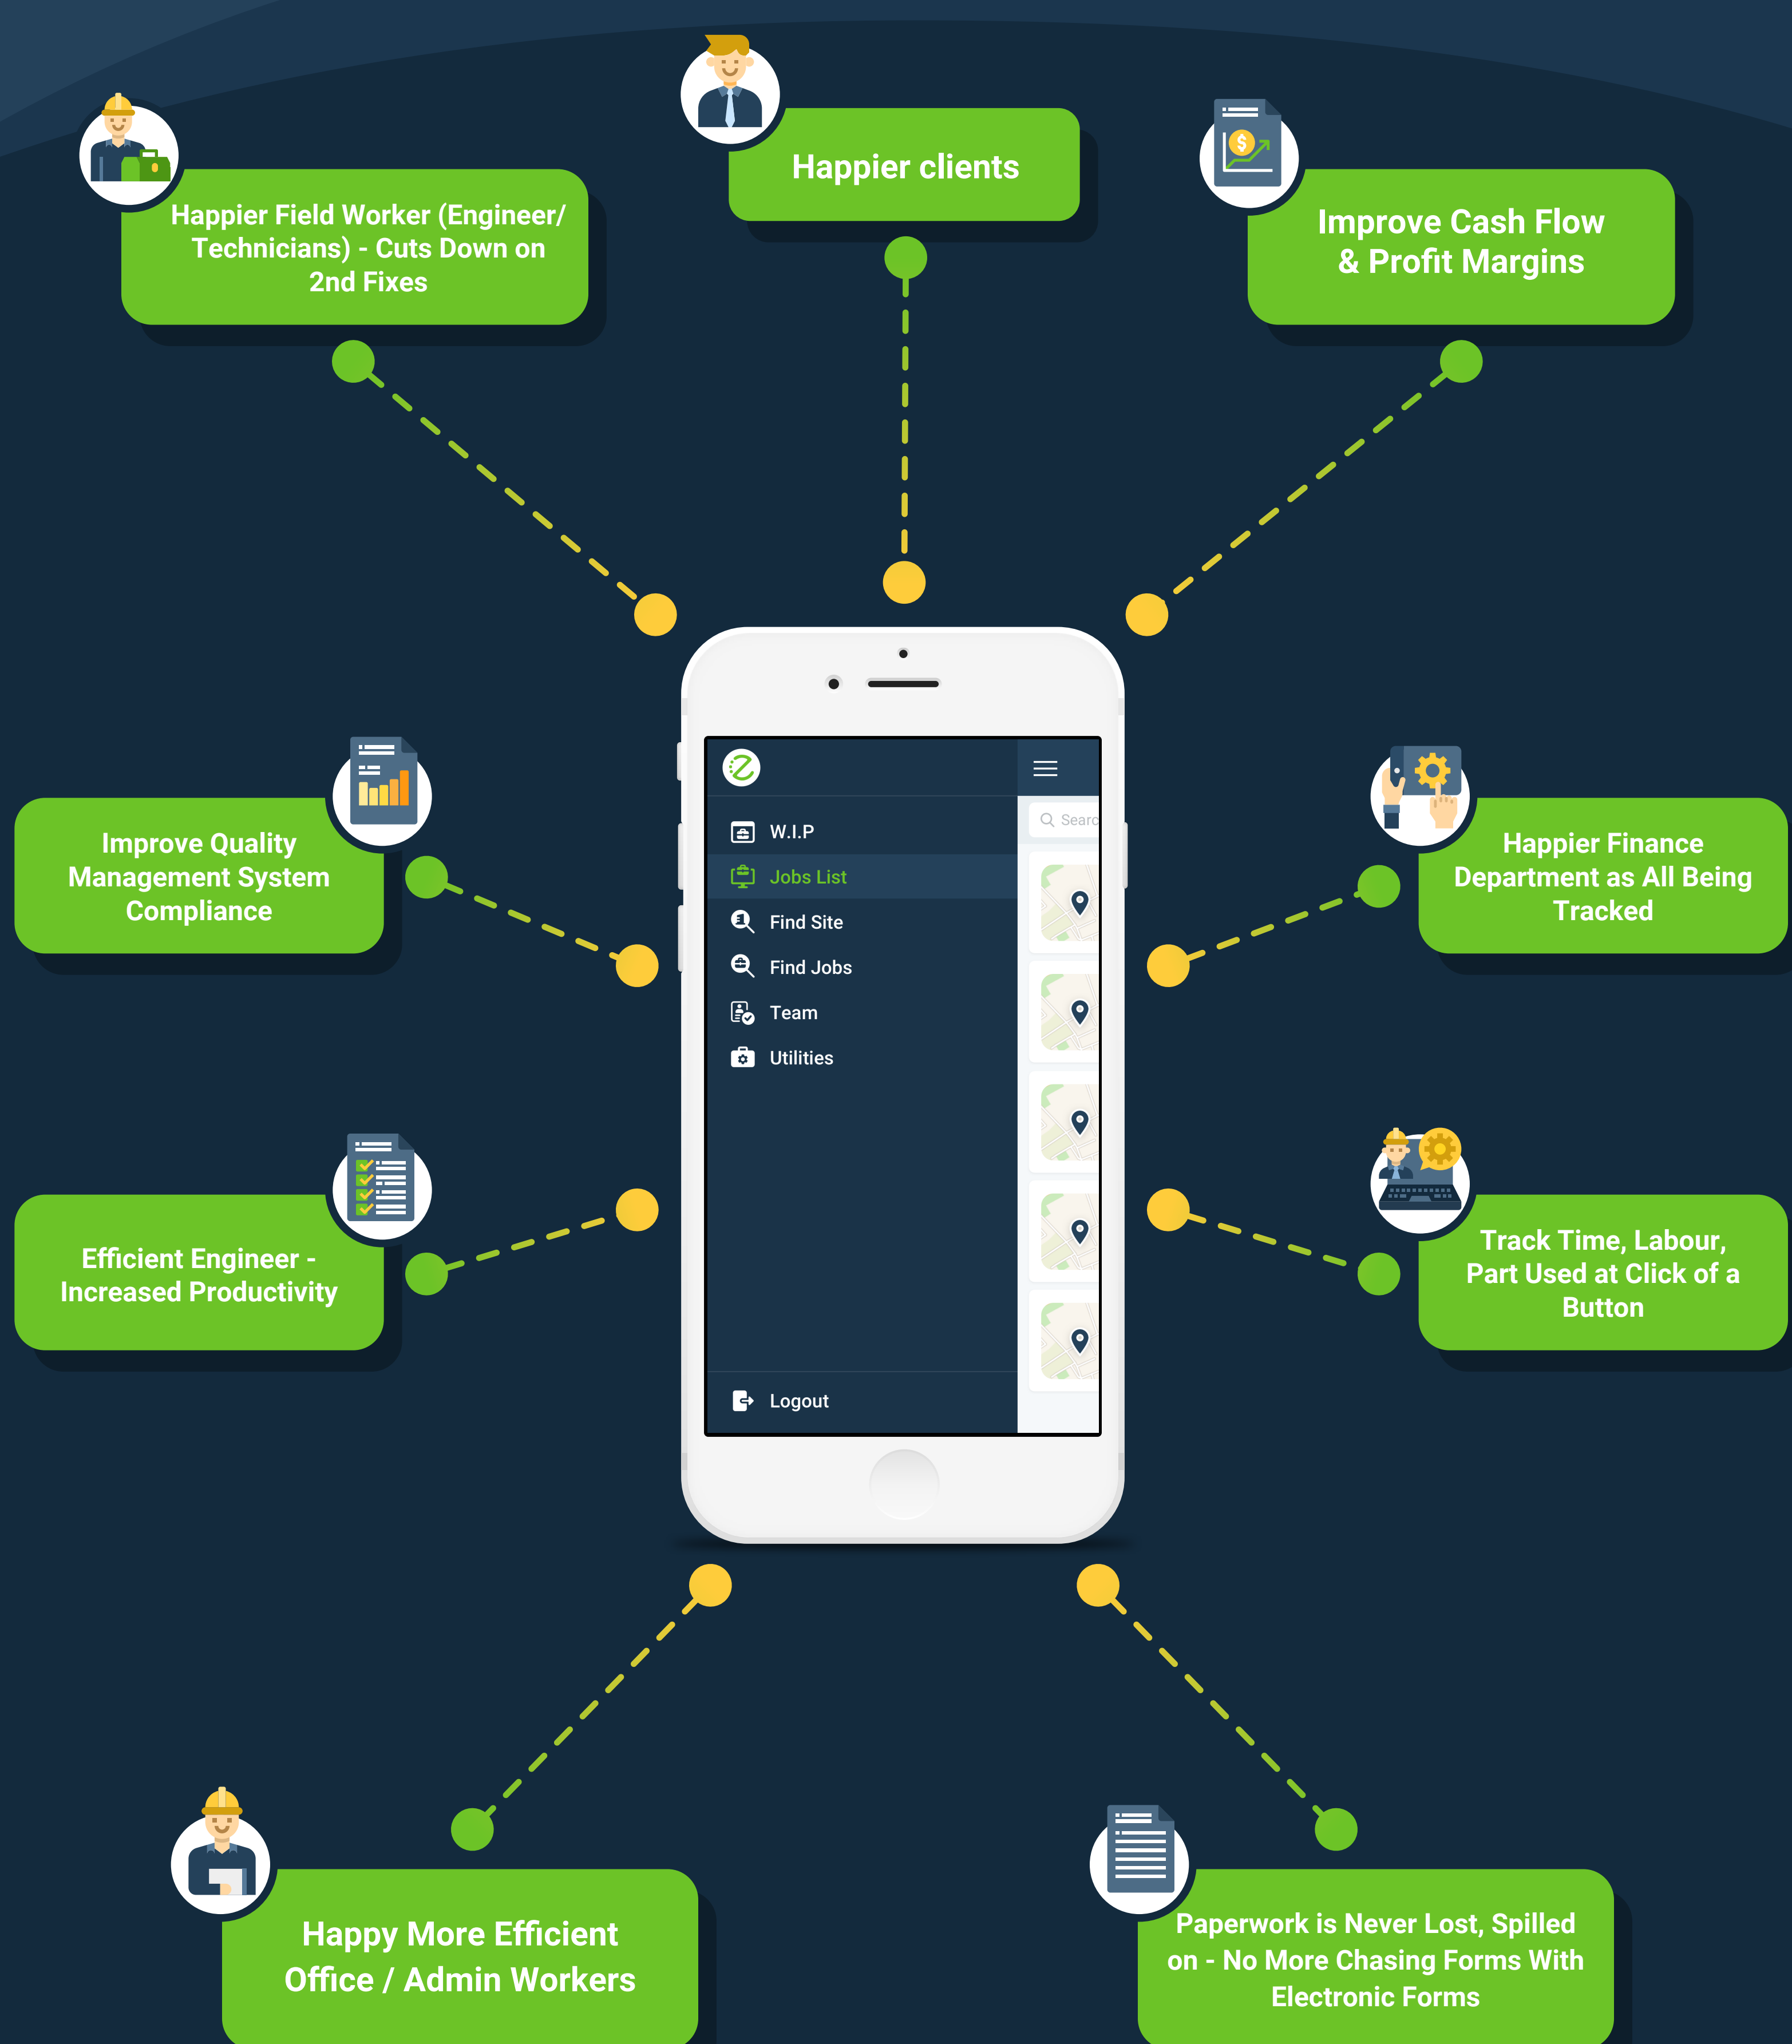 Happier clients
Happier Field Worker (Engineer/
Technicians) - Cuts Down on
2nd Fixes
Improve Cash Flow
& Profit Margins
Improve Quality
Management System
Compliance
Happier Finance
Department as All Being
Tracked
W.I.P
Jobs List
Find Site
Find Jobs
Team
Utilities
Logout
Searc
Efficient Engineer -
Increased Productivity
Track Time, Labour,
Part Used at Click of a
Button
Happy More Efficient
Office / Admin Workers
Paperwork is Never Lost, Spilled
on - No More Chasing Forms With
Electronic Forms